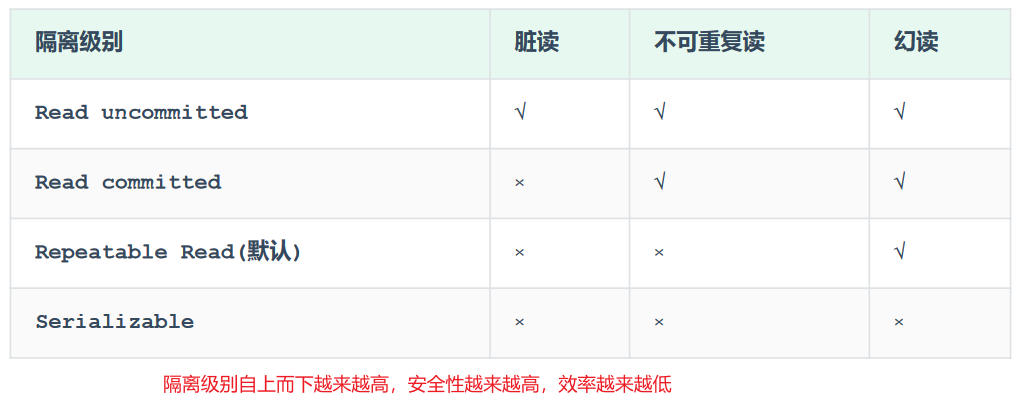 隔离级别 脏读 不可重复读 幻读
Read uncommitted √ √ √
Read committed × √ √
Repeatable Read(默认) × × √
Serializable × × ×
隔离级别自上而下越来越高，安全性越来越高，效率越来越低